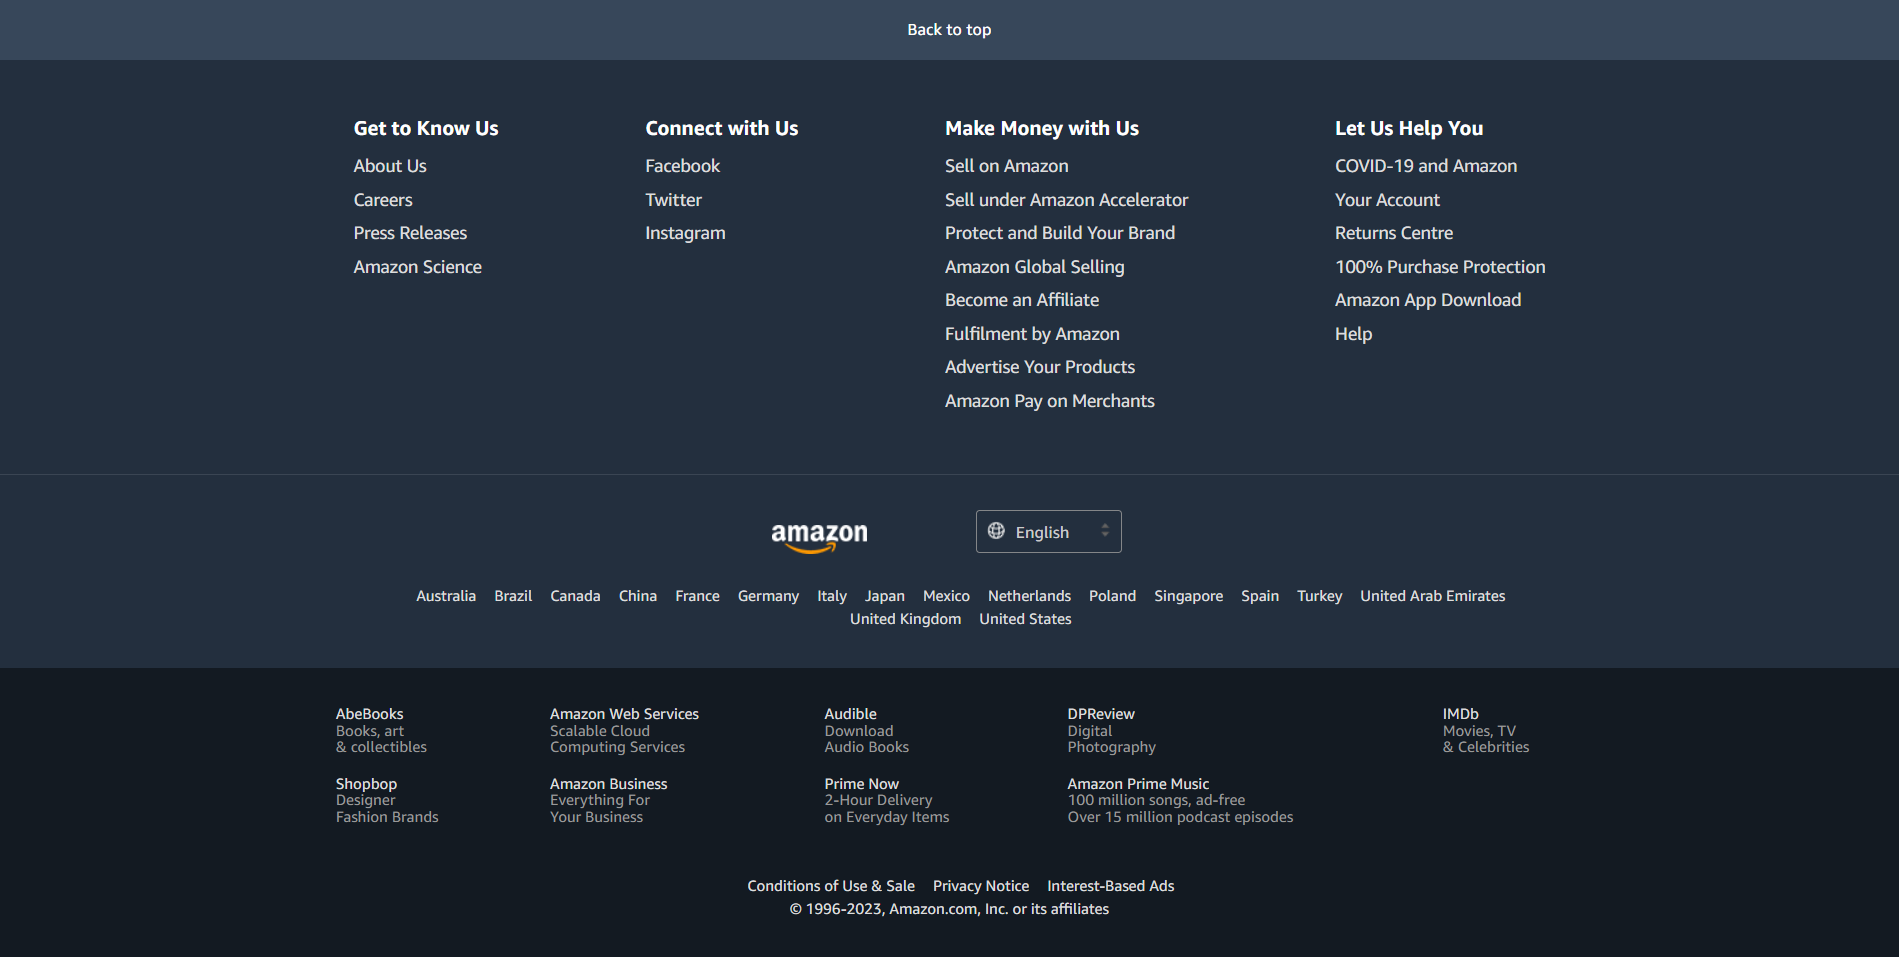 Back to top
Get to Know Us
About Us
Careers
Press Releases
Amazon Science
Connect with Us
Facebook
Twitter
Instagram
Make Money with Us
Sell on Amazon
Sell under Amazon Accelerator
Protect and Build Your Brand
Amazon Global Selling
Become an Affiliate
Fulfilment by Amazon
Advertise Your Products
Amazon Pay on Merchants
Let Us Help You
COVID-19 and Amazon
Your Account
Returns Centre
100% Purchase Protection
Amazon App Download
Help
amazon
English
Australia Brazil Canada China France Germany Italy Japan Mexico Netherlands Poland Singapore Spain Turkey United Arab Emirates
United Kingdom United States
AbeBooks
Books, art
& collectibles
Amazon Web Services
Scalable Cloud
Computing Services
Audible
Download
Audio Books
DPReview
Digital
Photography
IMDb
Movies, TV
& Celebrities
Shopbop
Designer
Fashion Brands
Amazon Business
Everything For
Your Business
Prime Now
2-Hour Delivery
on Everyday Items
Amazon Prime Music
100 million songs, ad-free
Over 15 million podcast episodes
Conditions of Use & Sale Privacy Notice Interest-Based Ads
© 1996-2023, Amazon.com, Inc. or its affiliates